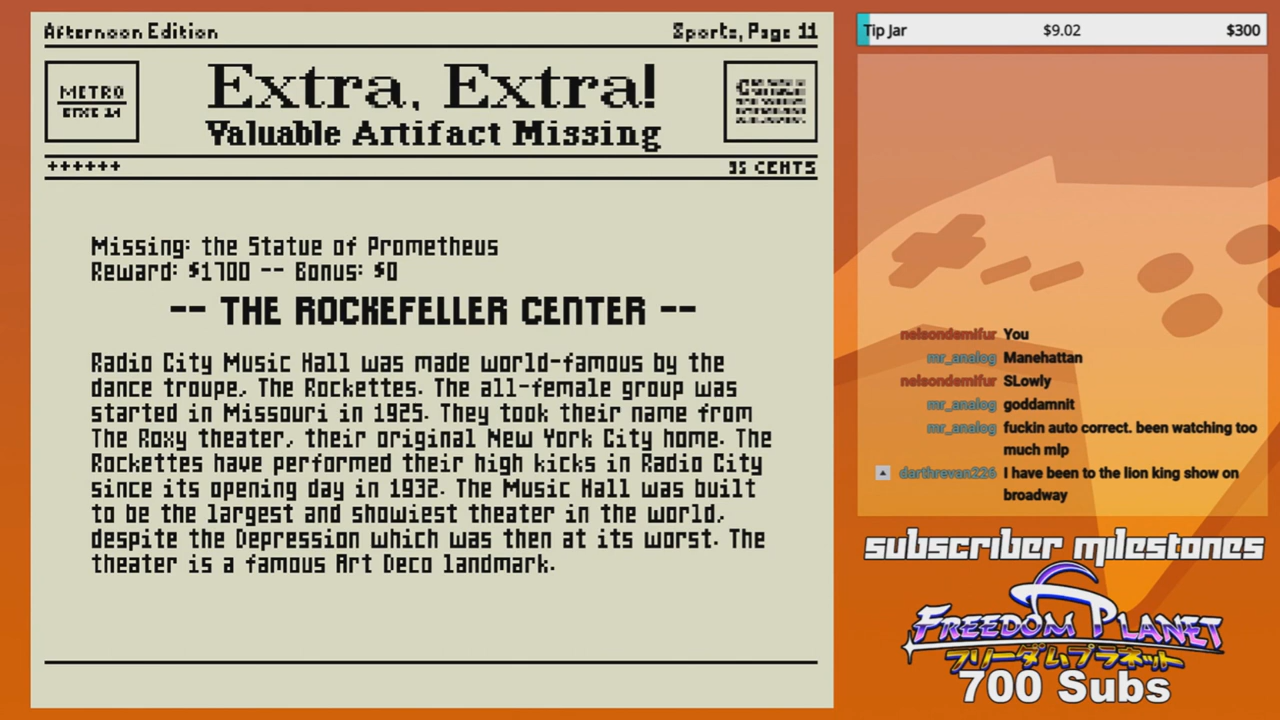 Afternoon Edition Sports, Page 11
METRO
Extra, Extra!
Valuable Artifact Missing
++++++ 35 CENTS
Missing: the Statue of Prometheus
Reward: $1700 -- Bonus: $0
-- THE ROCKEFELLER CENTER --
Radio City Music Hall was made world-famous by the
dance troupe, The Rockettes. The all-female group was
started in Missouri in 1925. They took their name from
The Roxy theater, their original New York City home. The
Rockettes have performed their high kicks in Radio City
since its opening day in 1932. The Music Hall was built
to be the largest and showiest theater in the world,
despite the Depression which was then at its worst. The
theater is a famous Art Deco landmark.
Tip Jar $9.02 $300
nelsondemifur You
mr_analog Manehattan
nelsondemifur SLowly
mr_analog goddamnit
mr_analog fuckin auto correct. been watching too
much mlp
darthrevan226 I have been to the lion king show on
broadway
subscriber milestones
FREEDOM PLANET
フリーダムプラネット
700 Subs